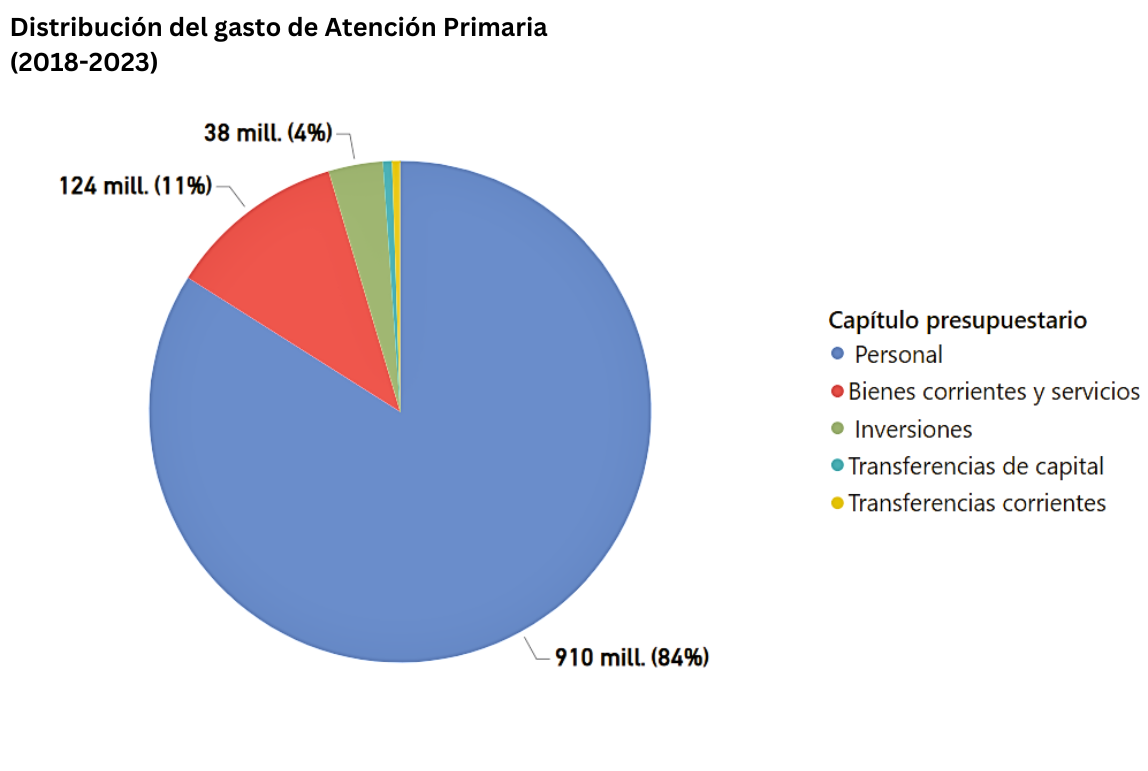 Distribución del gasto de Atención Primaria
(2018-2023)
38 mill. (4%)
124 mill. (11%)
910 mill. (84%)
Capítulo presupuestario
Personal
Bienes corrientes y servicios
Inversiones
Transferencias de capital
Transferencias corrientes